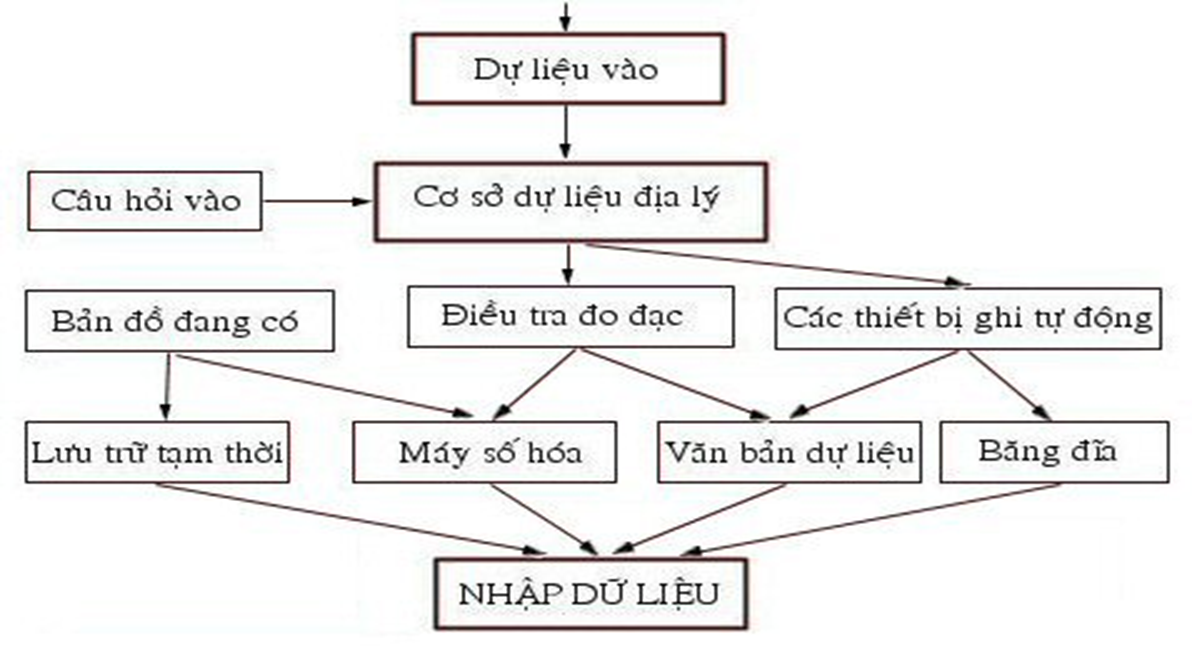 Dự liệu vào
Câu hỏi vào
Cơ sở dự liệu địa lý
Bản đồ đang có
Điều tra đo đạc
Các thiết bị ghi tự động
Lưu trữ tạm thời
Máy số hóa
Văn bản dự liệu
Băng đĩa
NHẬP DỮ LIỆU